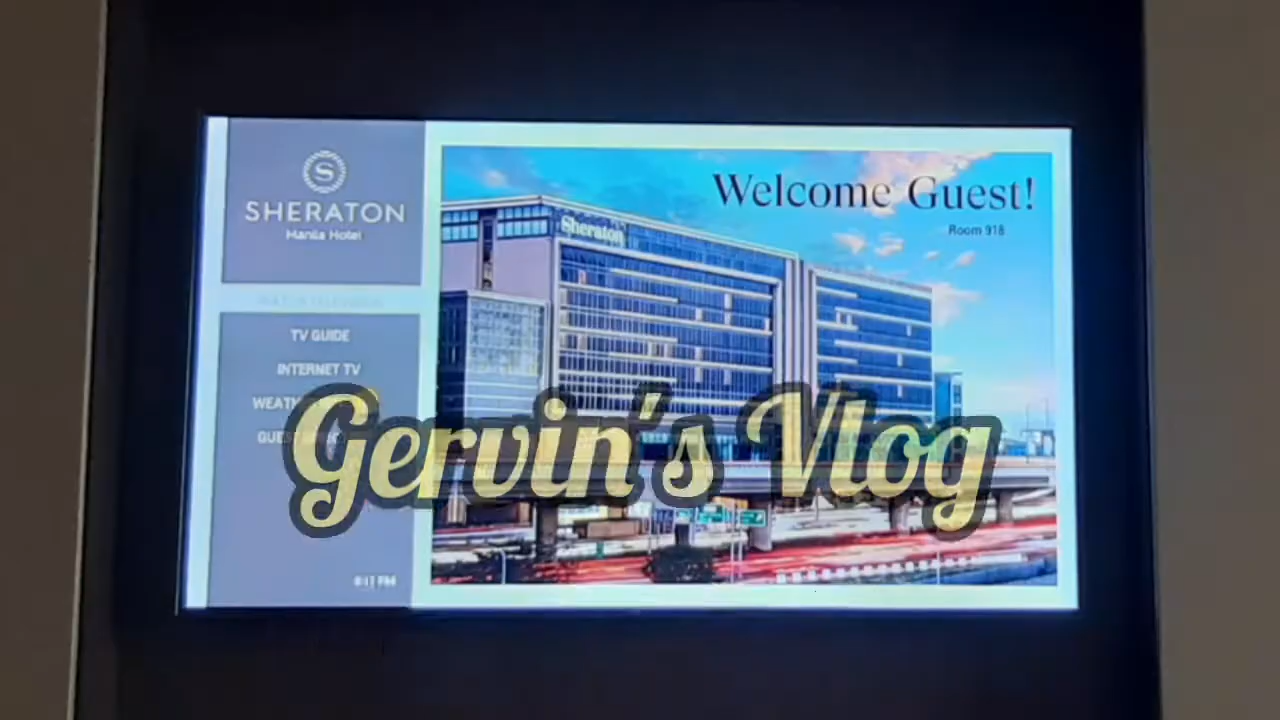 S
SHERATON
Manila Hotel
TV GUIDE
INTERNET TV
Welcome Guest!
Room 918
Sheraton
Gervin's Vlog